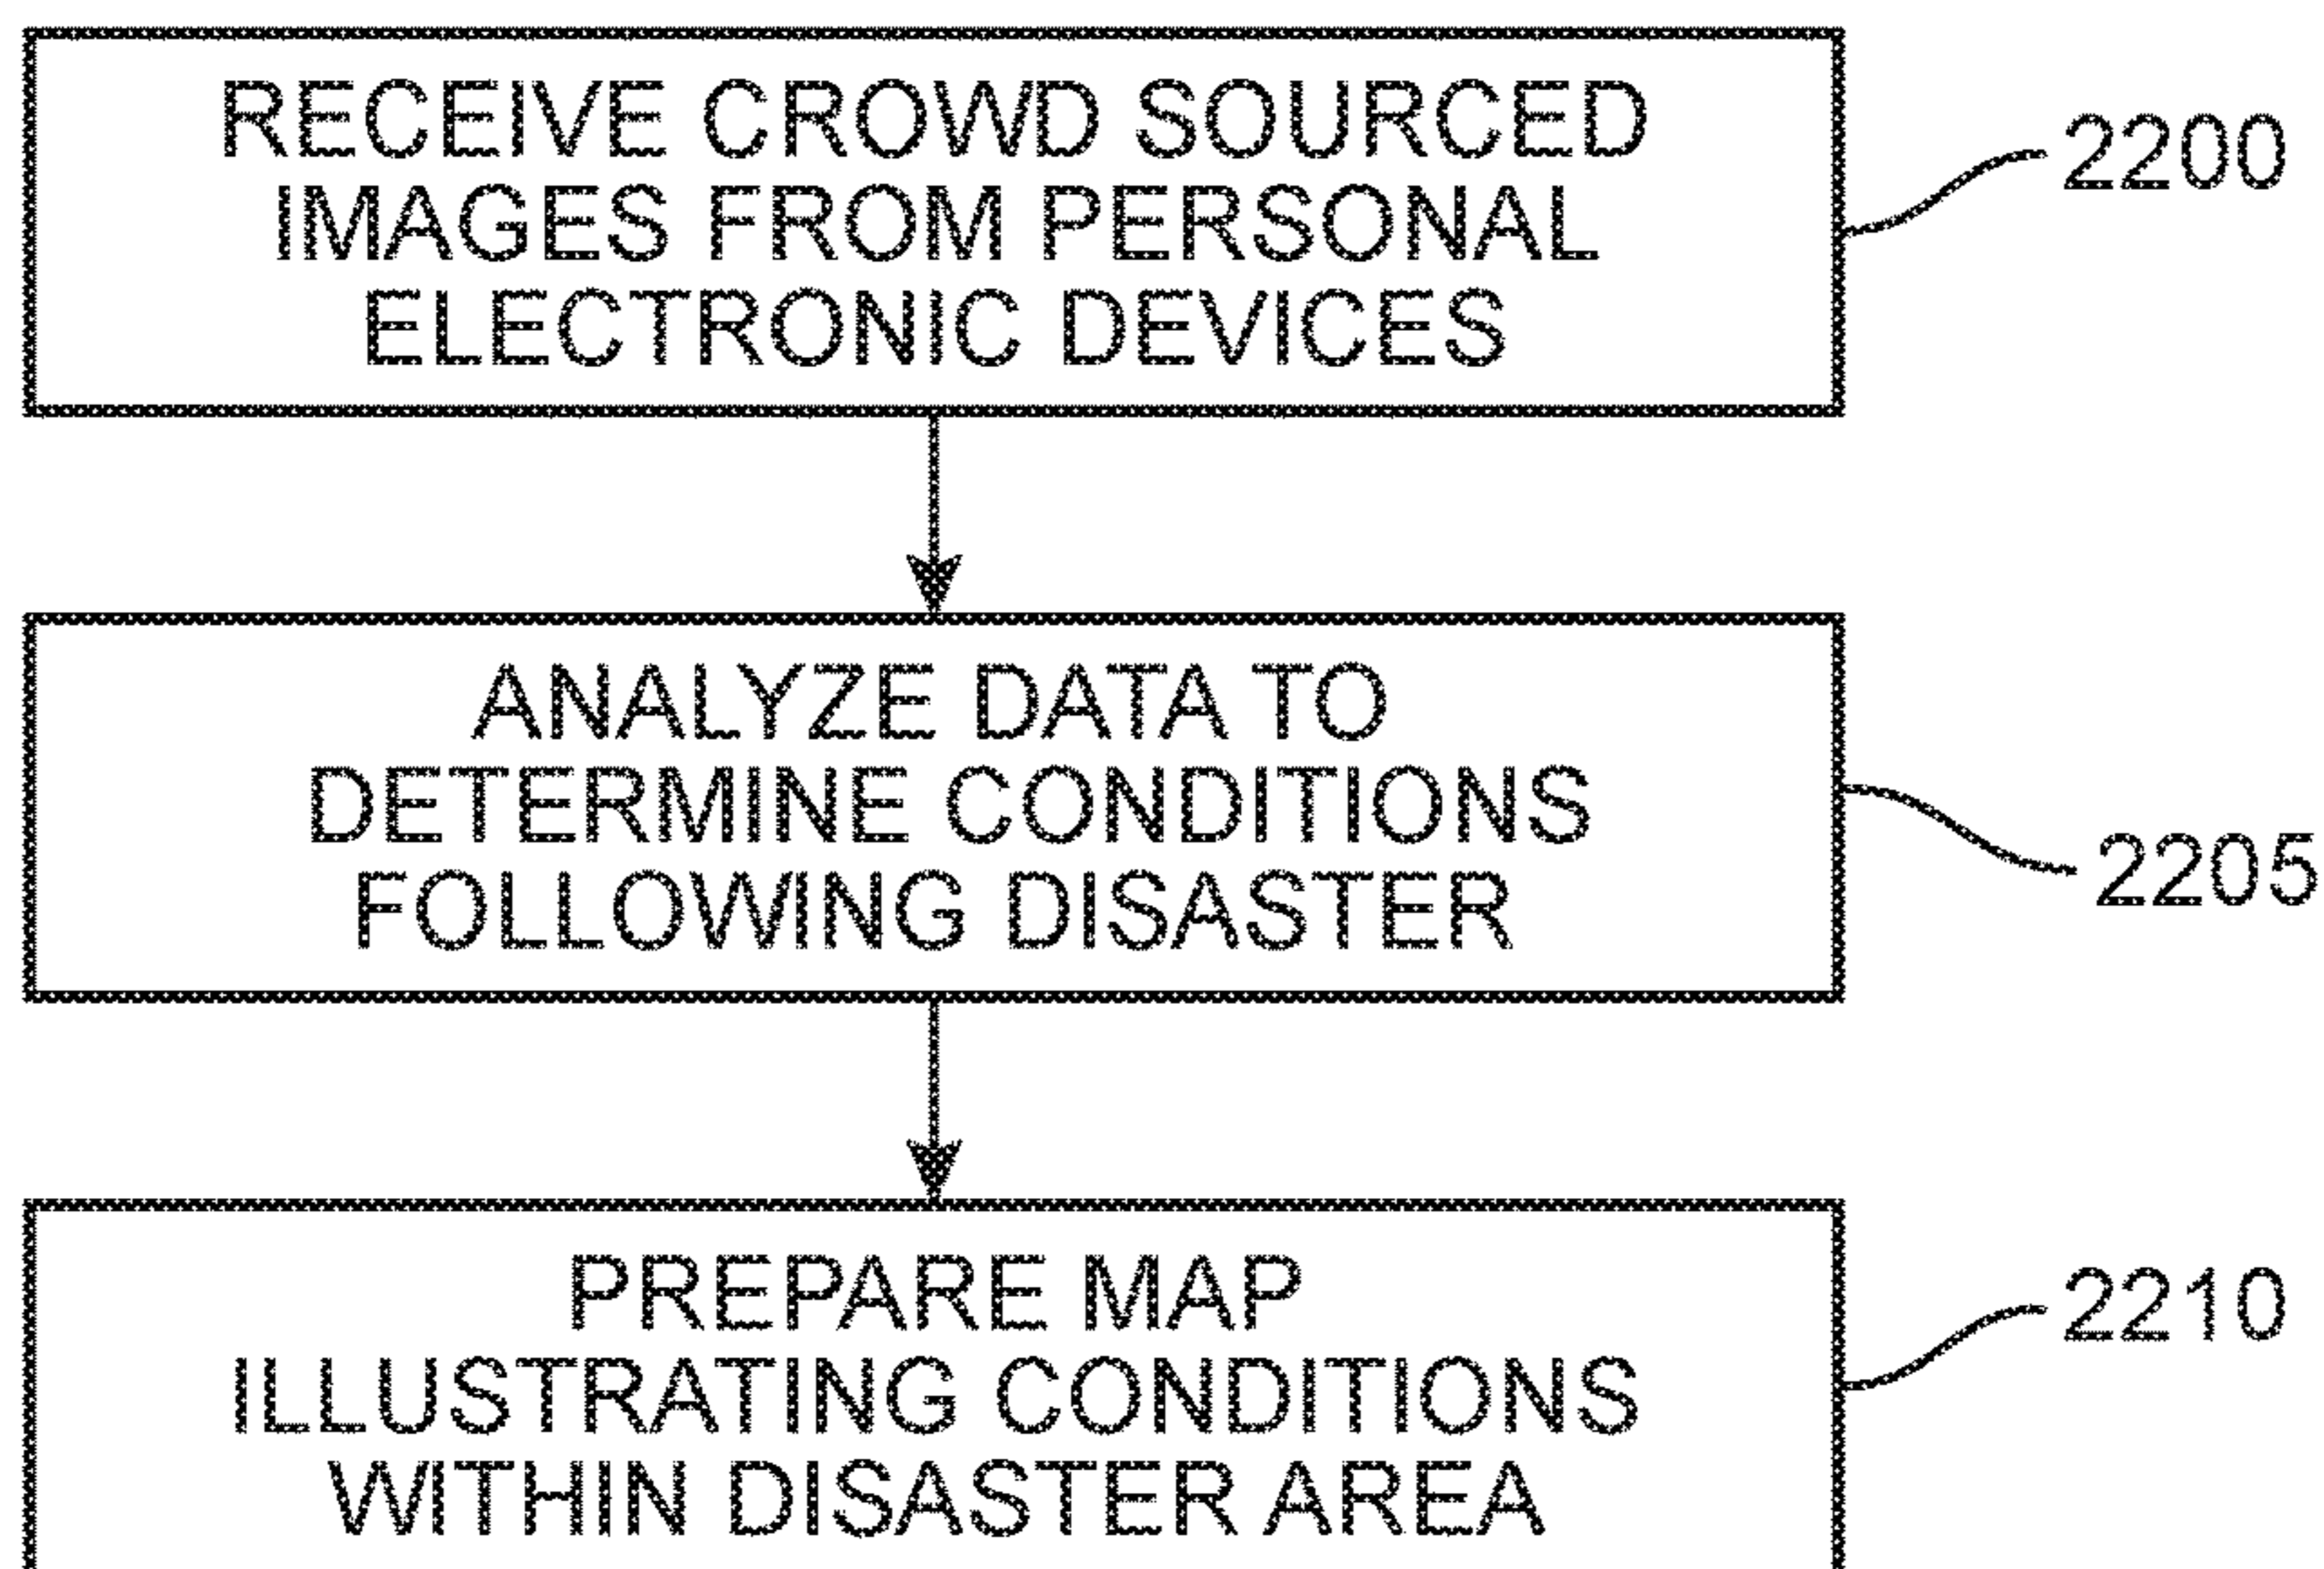 RECEIVE CROWD SOURCED
IMAGES FROM PERSONAL
ELECTRONIC DEVICES
2200
ANALYZE DATA TO
DETERMINE CONDITIONS
FOLLOWING DISASTER
2205
PREPARE MAP
ILLUSTRATING CONDITIONS
WITHIN DISASTER AREA
2210